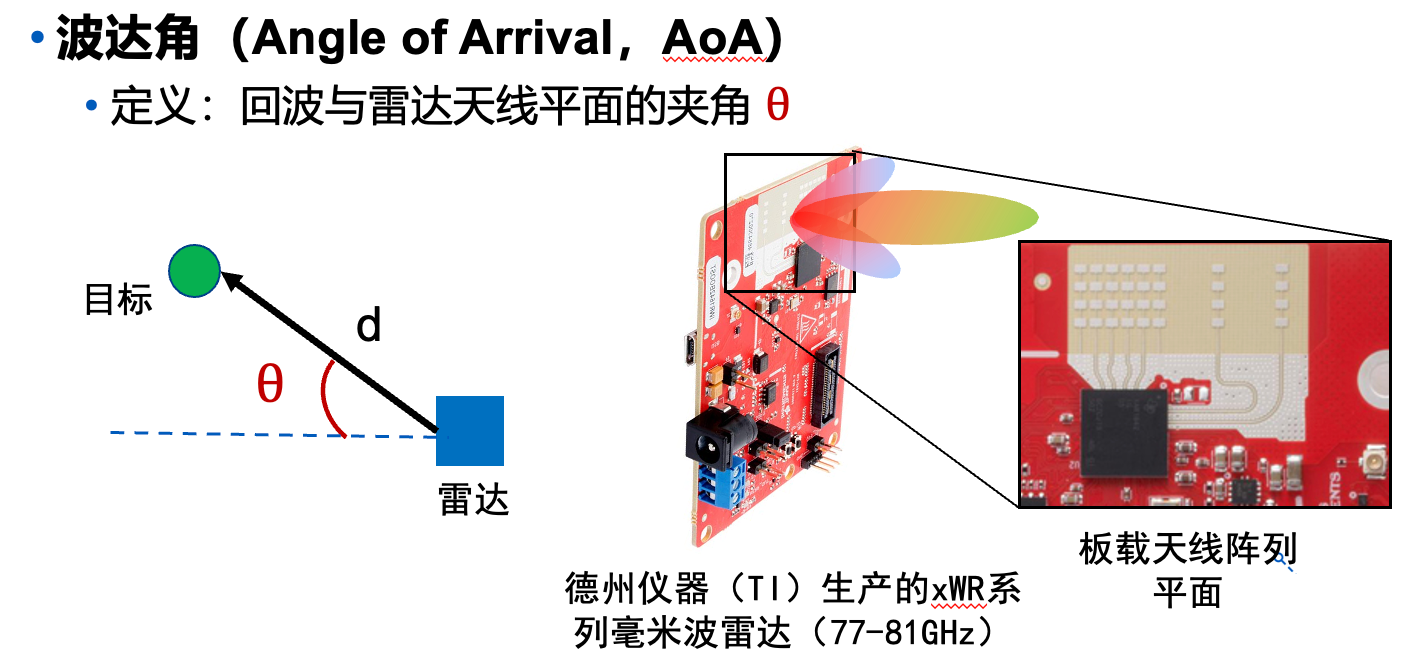 • 波达角（Angle of Arrival，AoA）
• 定义：回波与雷达天线平面的夹角 θ
目标
d
θ
雷达
德州仪器（TI）生产的xWR系
列毫米波雷达（77-81GHz）
板载天线阵列
平面